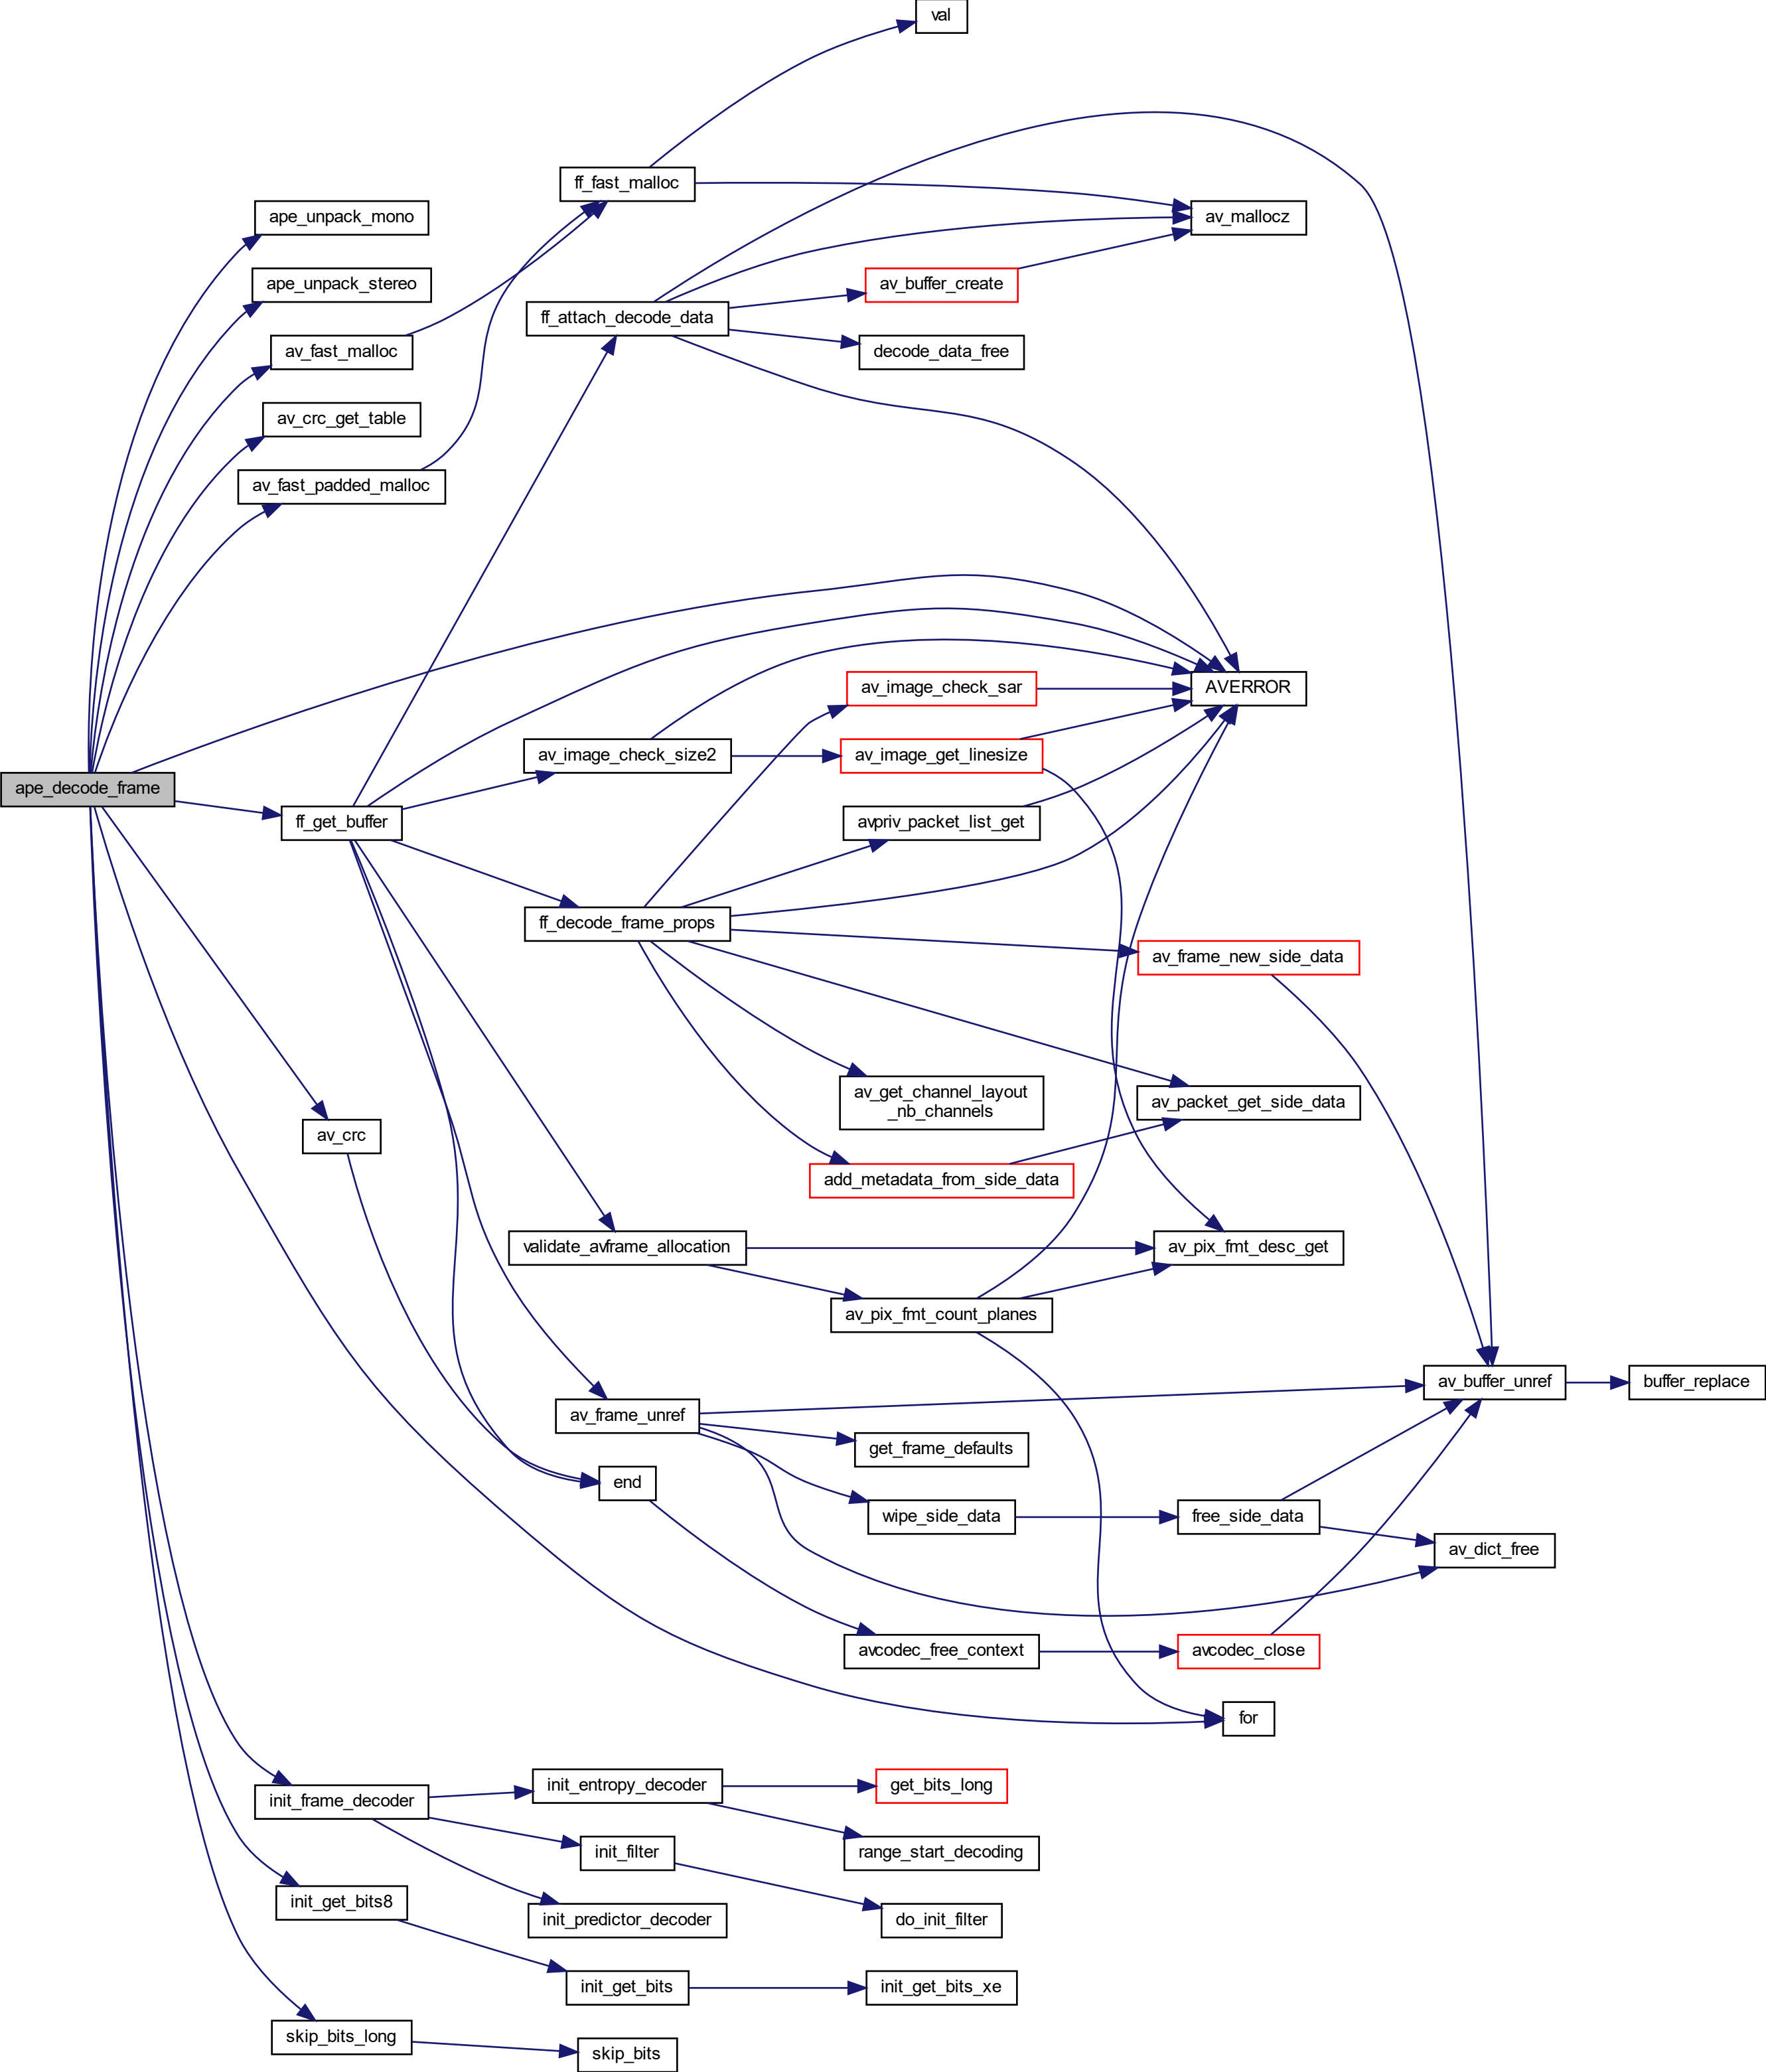 val
ff_fast_malloc
ape_unpack_mono
av_mallocz
ape_unpack_stereo
av_buffer_create
ff_attach_decode_data
av_fast_malloc
decode_data_free
av_crc_get_table
av_fast_padded_malloc
av_image_check_sar
AVERROR
av_image_check_size2
av_image_get_linesize
ape_decode_frame
ff_get_buffer
avpriv_packet_list_get
ff_decode_frame_props
av_frame_new_side_data
av_get_channel_layout
_nb_channels
av_packet_get_side_data
av_crc
add_metadata_from_side_data
validate_avframe_allocation
av_pix_fmt_desc_get
av_pix_fmt_count_planes
av_buffer_unref
buffer_replace
av_frame_unref
get_frame_defaults
end
wipe_side_data
free_side_data
av_dict_free
avcodec_free_context
avcodec_close
for
init_entropy_decoder
get_bits_long
init_frame_decoder
init_filter
range_start_decoding
init_get_bits8
init_predictor_decoder
do_init_filter
init_get_bits
init_get_bits_xe
skip_bits_long
skip_bits